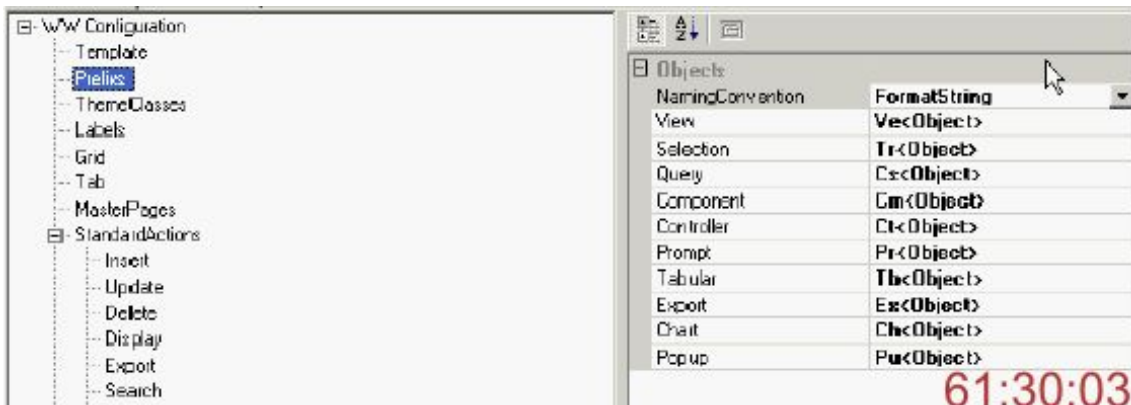 WW Configuration
Template
Prefixs
ThemeClasses
Labels
Grid
Tab
MasterPages
StandardActions
Insert
Update
Delete
Display
Export
Search
Objects
NamingConvention FormatString
View Ve<Object>
Selection Tr<Object>
Query Cs<Object>
Component Cm<Object>
Controller Ct<Object>
Prompt Pr<Object>
Tabular Tb<Object>
Export Ex<Object>
Chart Ch<Object>
Popup Pu<Object>
61:30:03